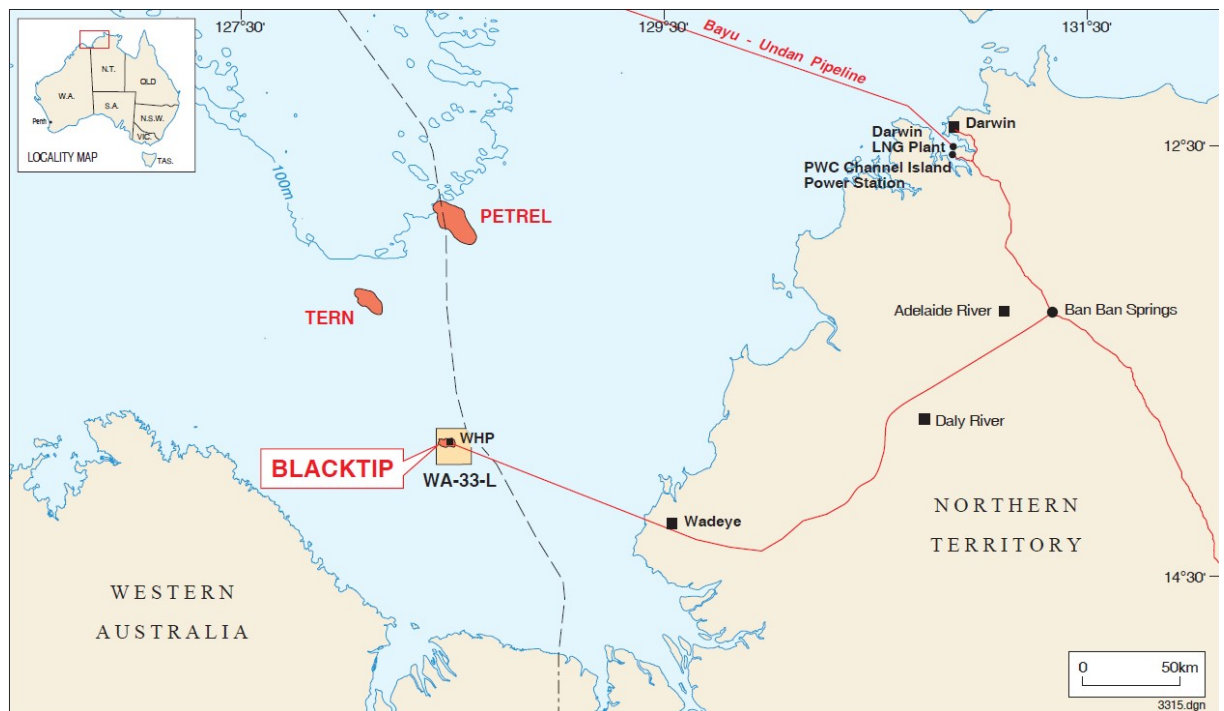 127°30'
129°30'
131°30'
W.A.
N.T.
QLD
S.A.
N.S.W.
VIC.
TAS.
Perth
LOCALITY MAP
100m
Bayu - Undan Pipeline
Darwin
Darwin
LNG Plant
PWC Channel Island
Power Station
12°30'
PETREL
TERN
Adelaide River
Ban Ban Springs
Daly River
WHP
BLACKTIP
WA-33-L
Wadeye
NORTHERN
TERRITORY
14°30'
WESTERN
AUSTRALIA
0
50km
3315.dgn